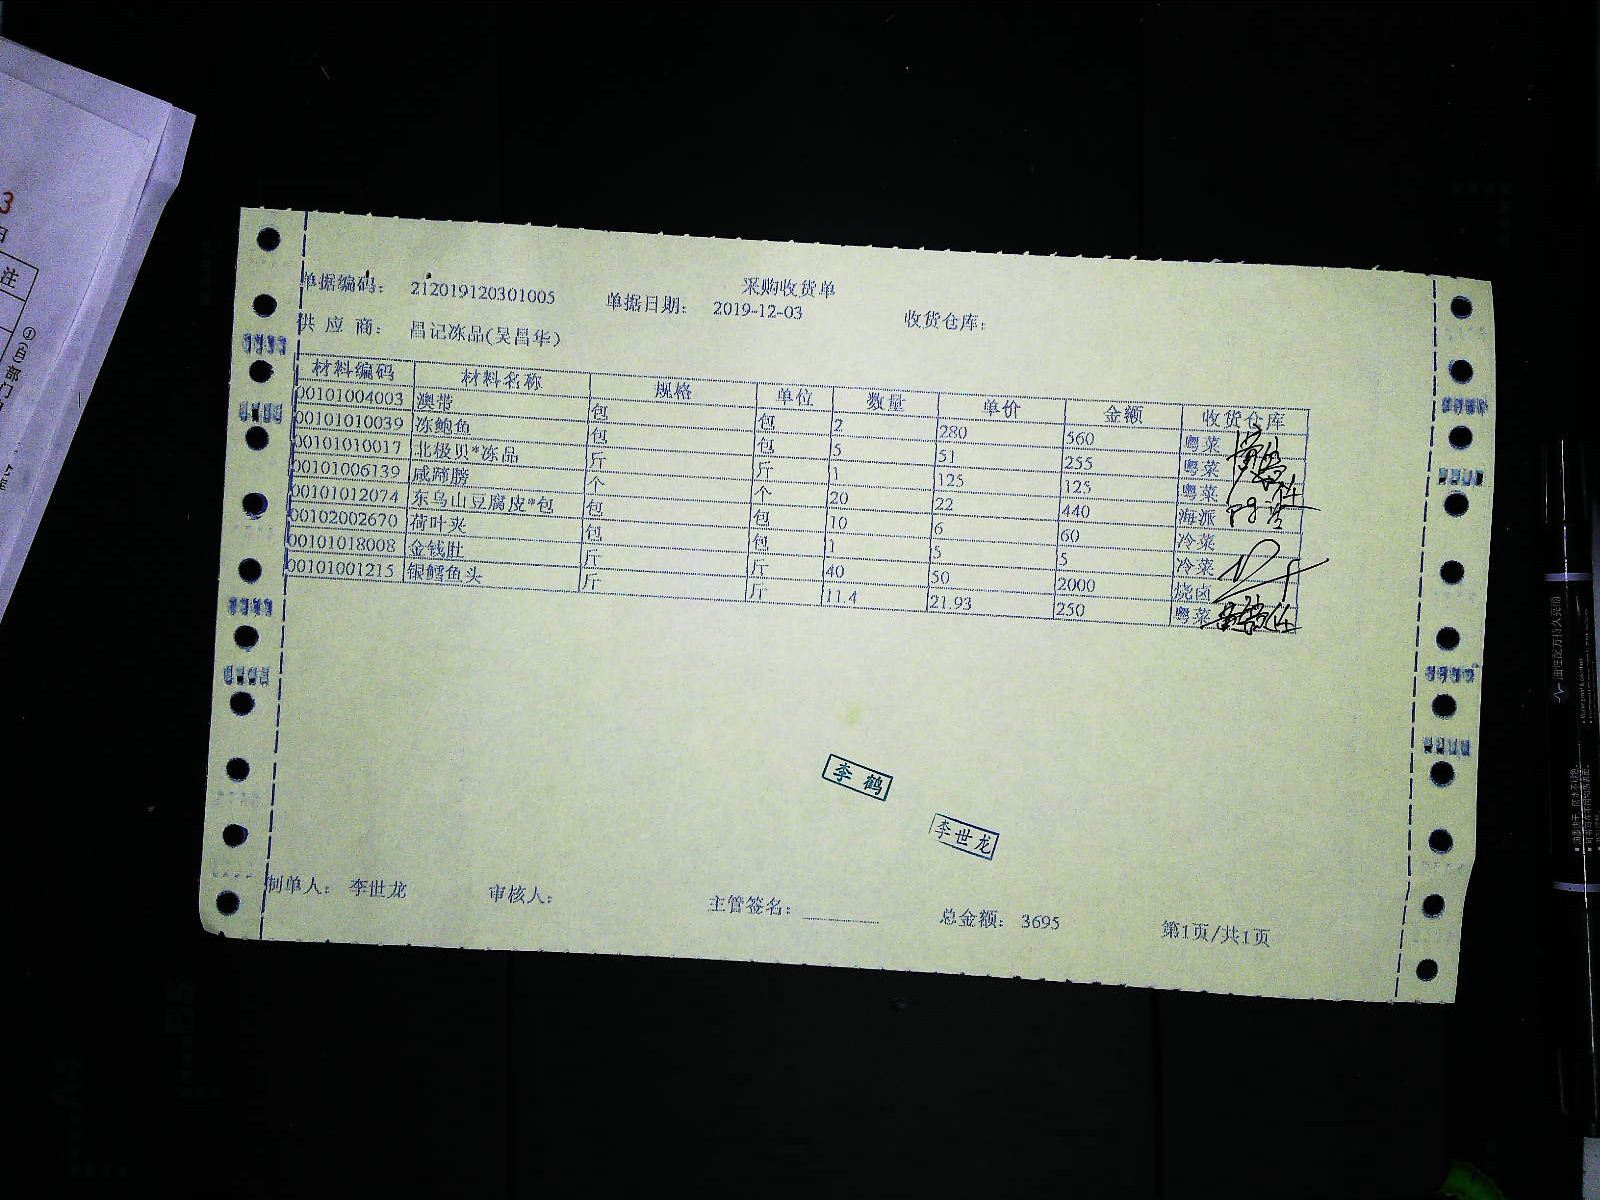 采购收货单
单据编码： 212019120301005 单据日期： 2019-12-03 收货仓库：
供 应 商： 昌记冻品(吴昌华)
材料编码 材料名称 规格 单位 数量 单价 金额 收货仓库
00101004003 澳带 包 包 2 280 560 粤菜
00101010039 冻鲍鱼 包 包 5 51 255 粤菜
00101010017 北极贝*冻品 斤 斤 1 125 125 粤菜
00101006139 咸蹄膀 个 个 20 22 440 海派
00101012074 东乌山豆腐皮*包 包 包 10 6 60 冷菜
00102002670 荷叶夹 包 包 1 5 5 冷菜
00101018008 金钱肚 斤 斤 40 50 2000 烧卤
00101001215 银鳕鱼头 斤 斤 11.4 21.93 250 粤菜
李 鹤
李世龙
制单人： 李世龙 审核人： 主管签名： 总金额： 3695 第1页/共1页
3
日
注